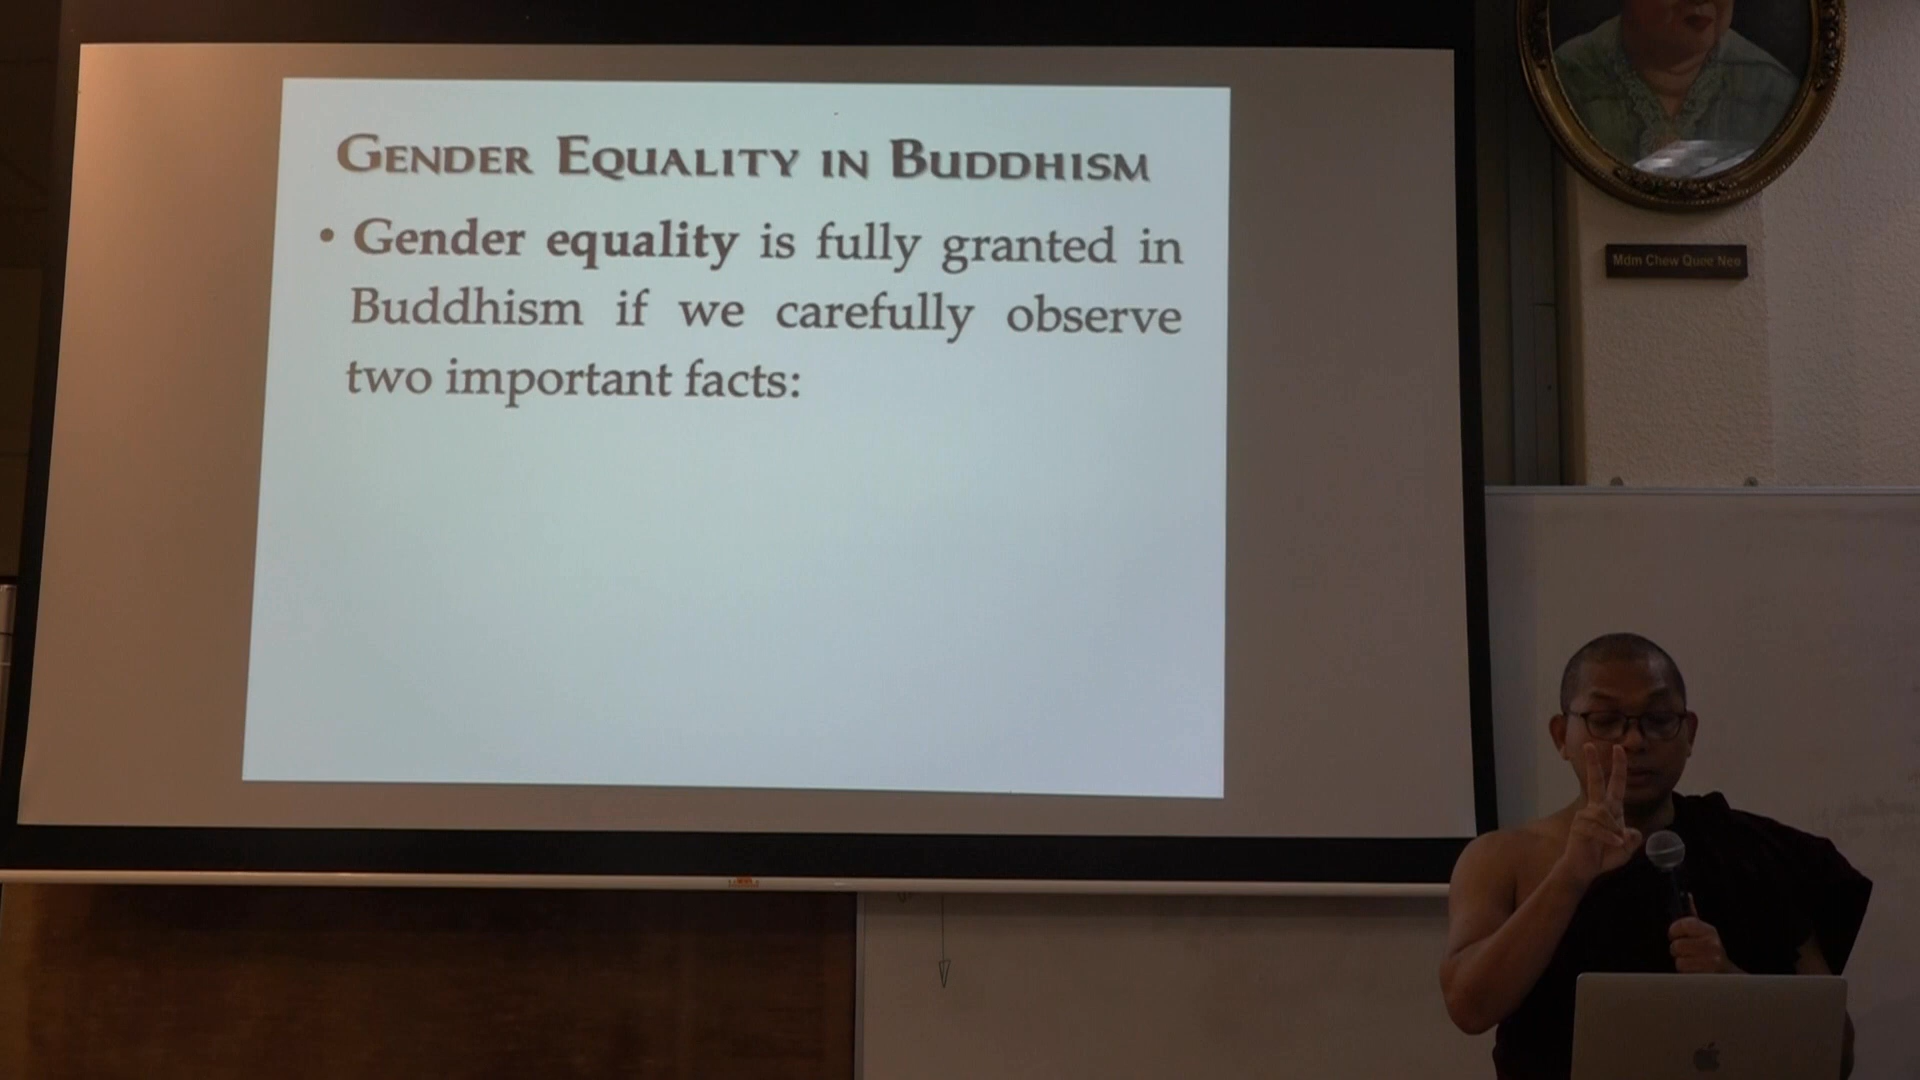 GENDER EQUALITY IN BUDDHISM
• Gender equality is fully granted in
Buddhism if we carefully observe
two important facts:
Mdm Chew Quee Neo